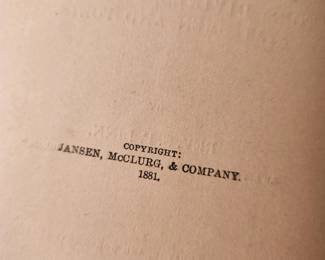 COPYRIGHT:
JANSEN, McCLURG, & COMPANY.
1881.